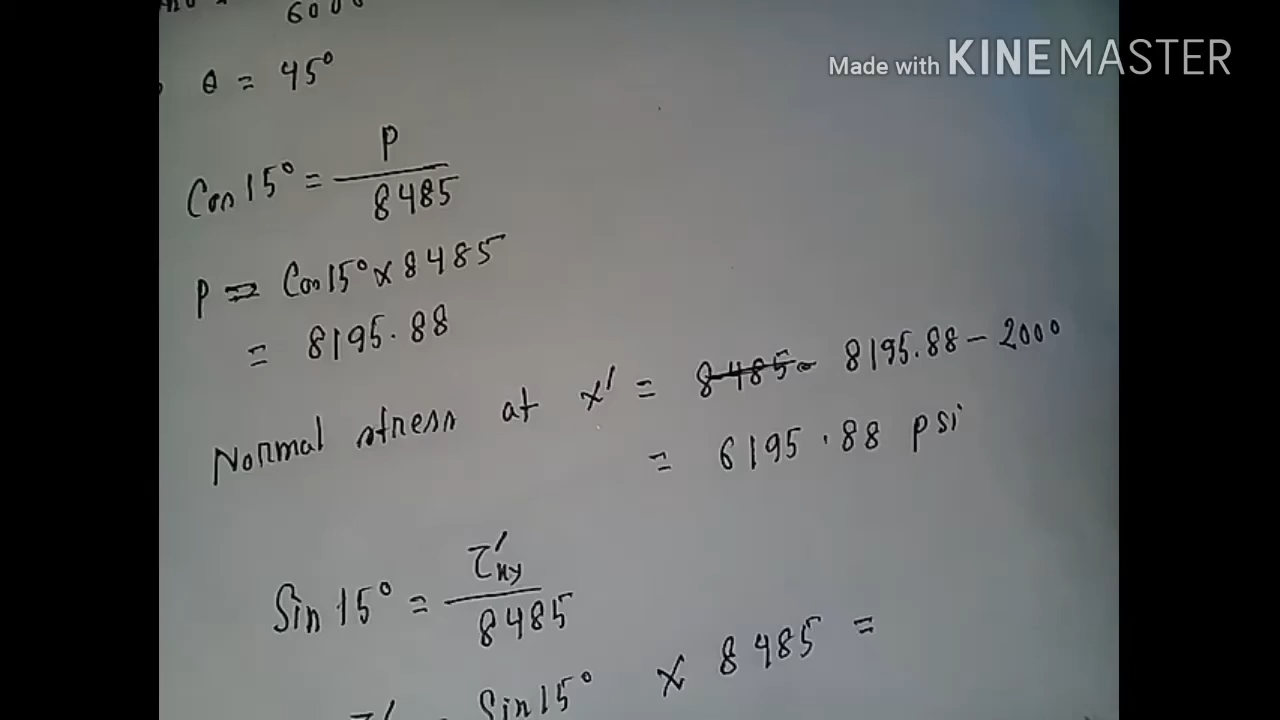 6000
Made with KINEMASTER
θ = 45°
Cos 15° = P / 8485
P = Cos 15° × 8485
= 8195.88
Normal stress at x' = 8485 - 8195.88 - 2000
= 6195.88 psi
Sin 15° = τ'xy / 8485
Sin 15° × 8485 =